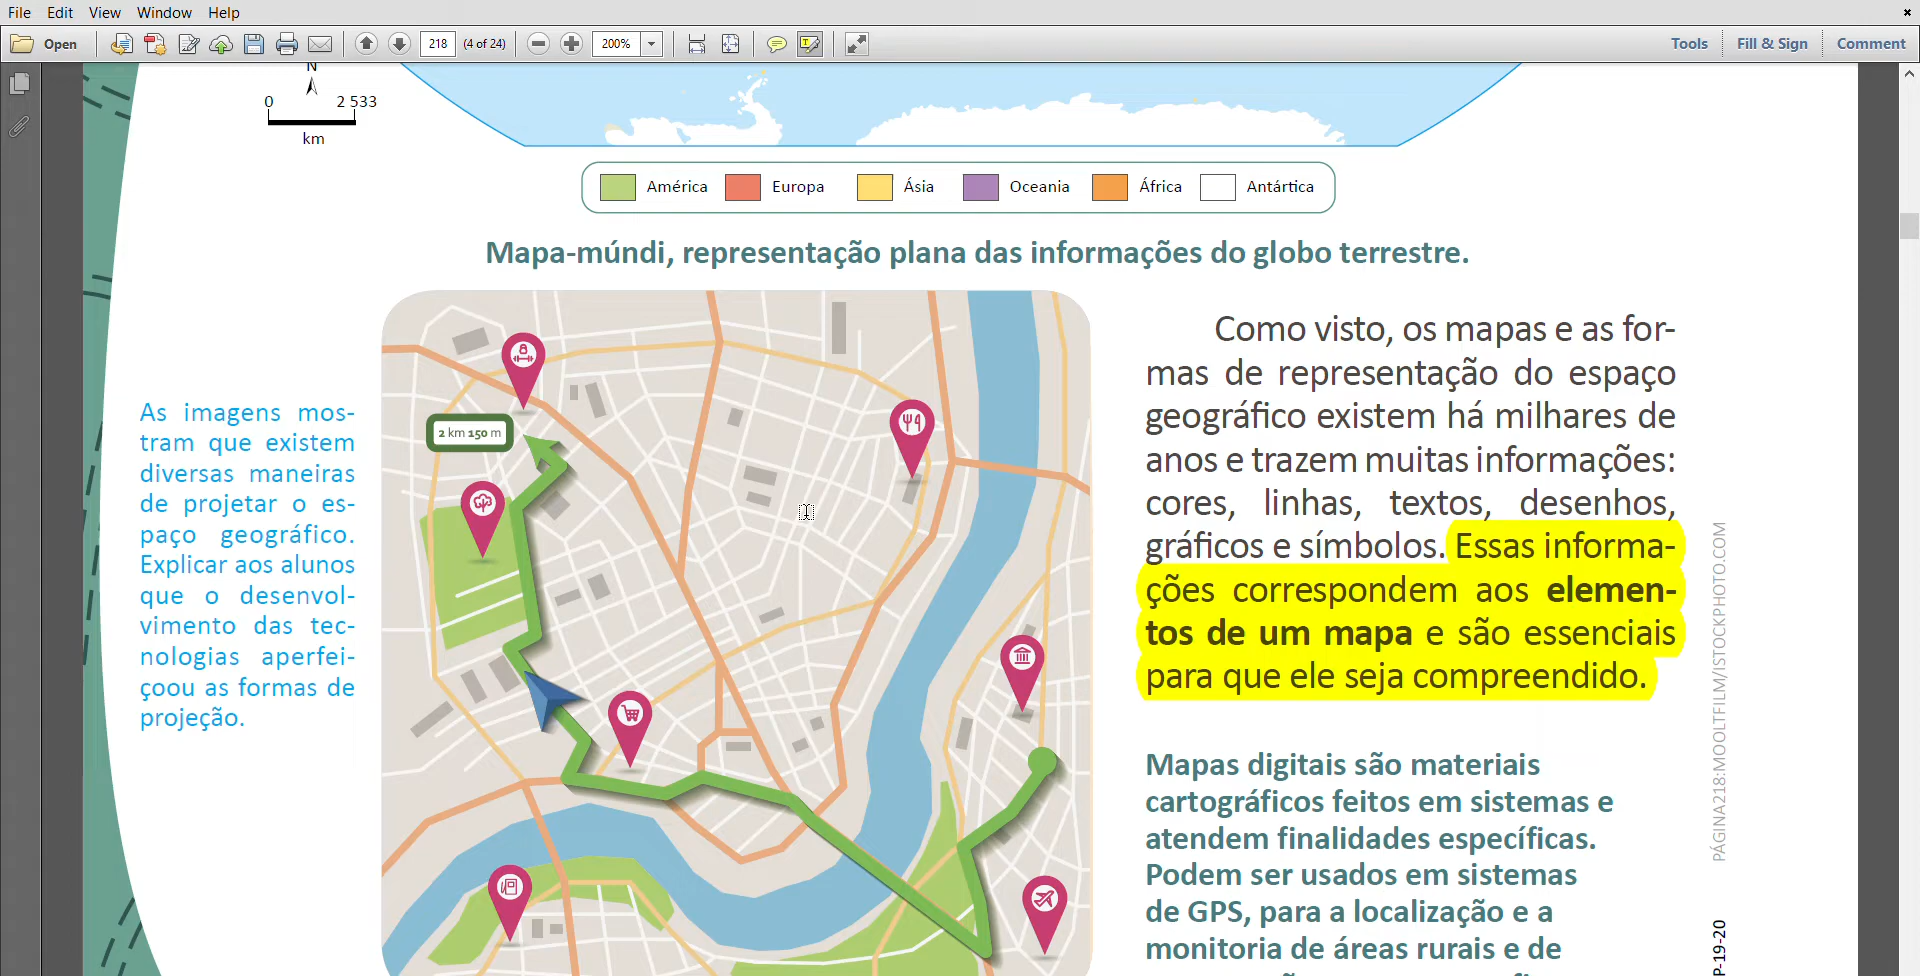 File Edit View Window Help
Open 218 (4 of 24) 200% Tools Fill & Sign Comment
N
0 2 533
km
América Europa Ásia Oceania África Antártica
Mapa-múndi, representação plana das informações do globo terrestre.
As imagens mos-
tram que existem
diversas maneiras
de projetar o es-
paço geográfico.
Explicar aos alunos
que o desenvol-
vimento das tec-
nologias aperfei-
çoou as formas de
projeção.
2 km 150 m
Como visto, os mapas e as for-
mas de representação do espaço
geográfico existem há milhares de
anos e trazem muitas informações:
cores, linhas, textos, desenhos,
gráficos e símbolos. Essas informa-
ções correspondem aos elemen-
tos de um mapa e são essenciais
para que ele seja compreendido.
Mapas digitais são materiais
cartográficos feitos em sistemas e
atendem finalidades específicas.
Podem ser usados em sistemas
de GPS, para a localização e a
monitoria de áreas rurais e de
PÁGINA218:MOOLTFILM/ISTOCKPHOTO.COM
P-19-20